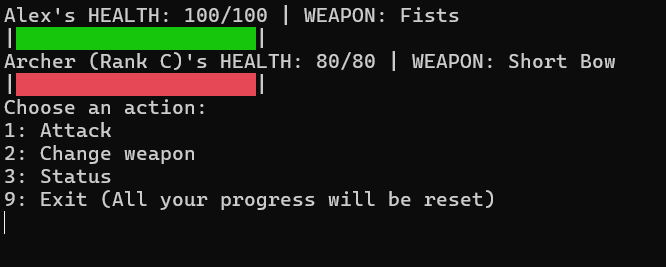 Alex's HEALTH: 100/100 | WEAPON: Fists
| |
Archer (Rank C)'s HEALTH: 80/80 | WEAPON: Short Bow
| |
Choose an action:
1: Attack
2: Change weapon
3: Status
9: Exit (All your progress will be reset)